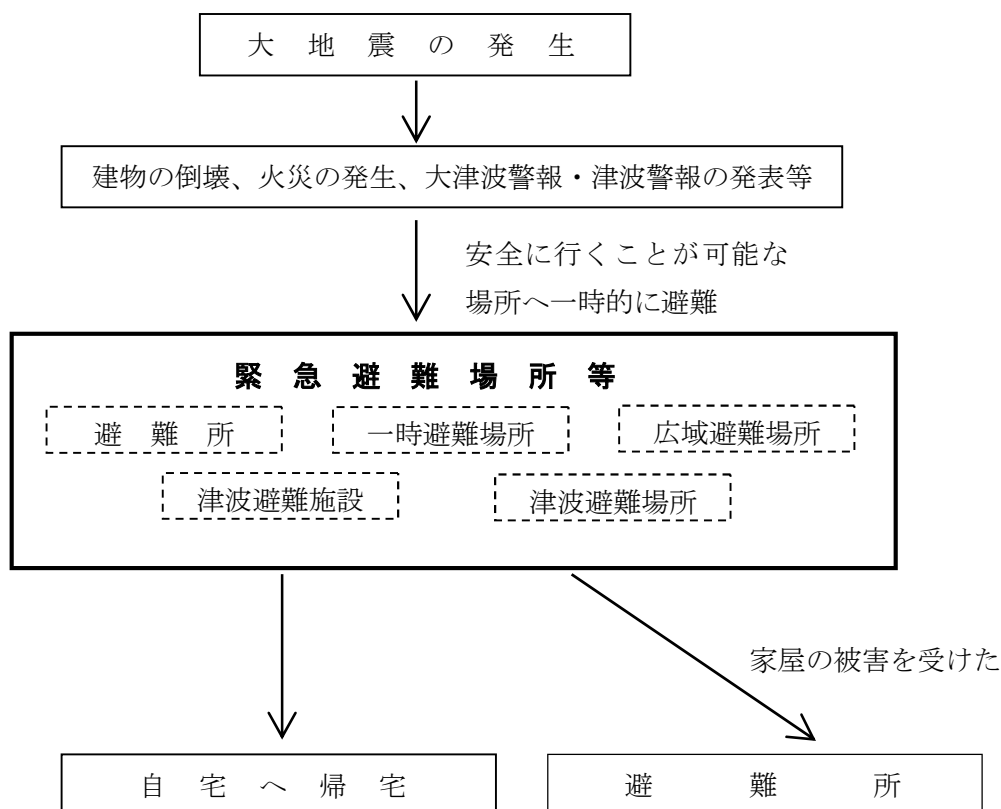 大地震の発生
建物の倒壊、火災の発生、大津波警報・津波警報の発表等
安全に行くことが可能な
場所へ一時的に避難
緊急避難場所等
避難所 一時避難場所 広域避難場所
津波避難施設 津波避難場所
家屋の被害を受けた
自宅へ帰宅 避難所